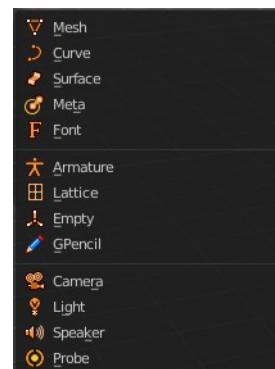 Mesh
Curve
Surface
Meta
Font
Armature
Lattice
Empty
GPencil
Camera
Light
Speaker
Probe